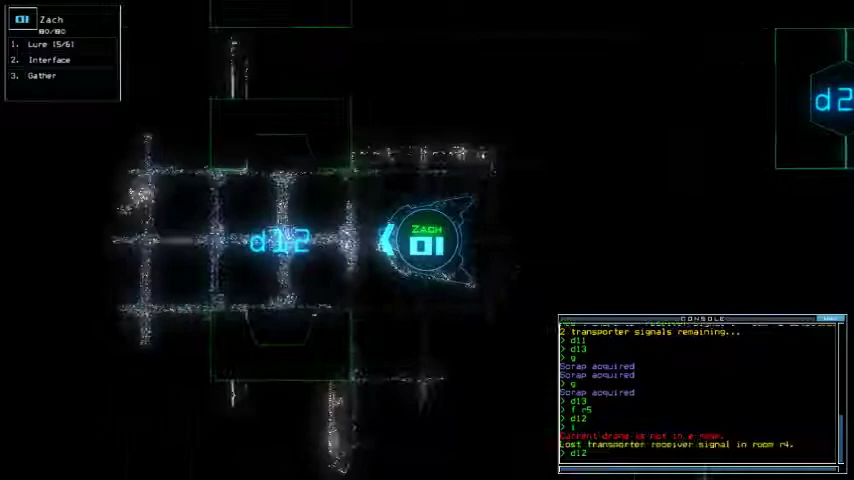 01 Zach
80/80
1. Lure [5/6]
2. Interface
3. Gather
d2
d12
Zach
01
CONSOLE
2 transporter signals remaining...
> d11
> d13
> g
Scrap acquired
Scrap acquired
> g
Scrap acquired
> d13
> f r5
> d12
> i
Current drone is not in a room.
Lost transporter receiver signal in room r4.
> d12